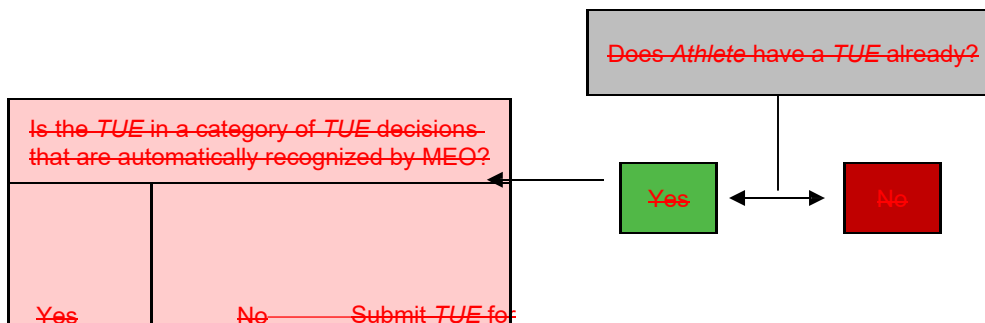 Does Athlete have a TUE already?
Is the TUE in a category of TUE decisions
that are automatically recognized by MEO?
Yes
No
Yes
No
Submit TUE for